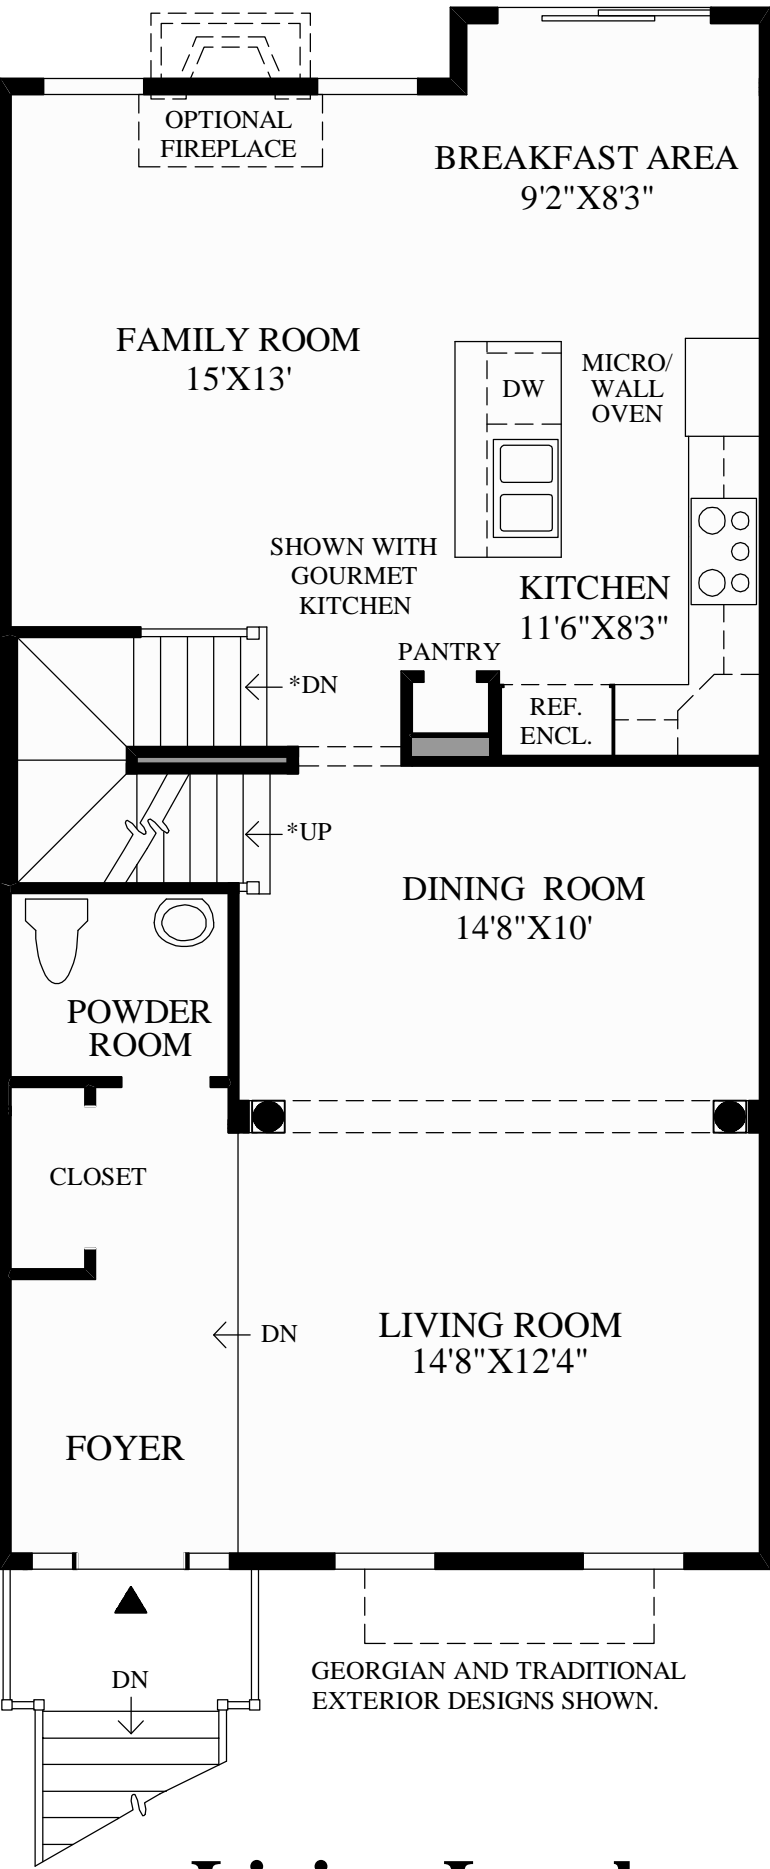 OPTIONAL
FIREPLACE
BREAKFAST AREA
9'2"X8'3"
FAMILY ROOM
15'X13'
DW
MICRO/
WALL
OVEN
SHOWN WITH
GOURMET
KITCHEN
KITCHEN
11'6"X8'3"
PANTRY
*DN
REF.
ENCL.
*UP
DINING ROOM
14'8"X10'
POWDER
ROOM
CLOSET
DN
LIVING ROOM
14'8"X12'4"
FOYER
DN
GEORGIAN AND TRADITIONAL
EXTERIOR DESIGNS SHOWN.